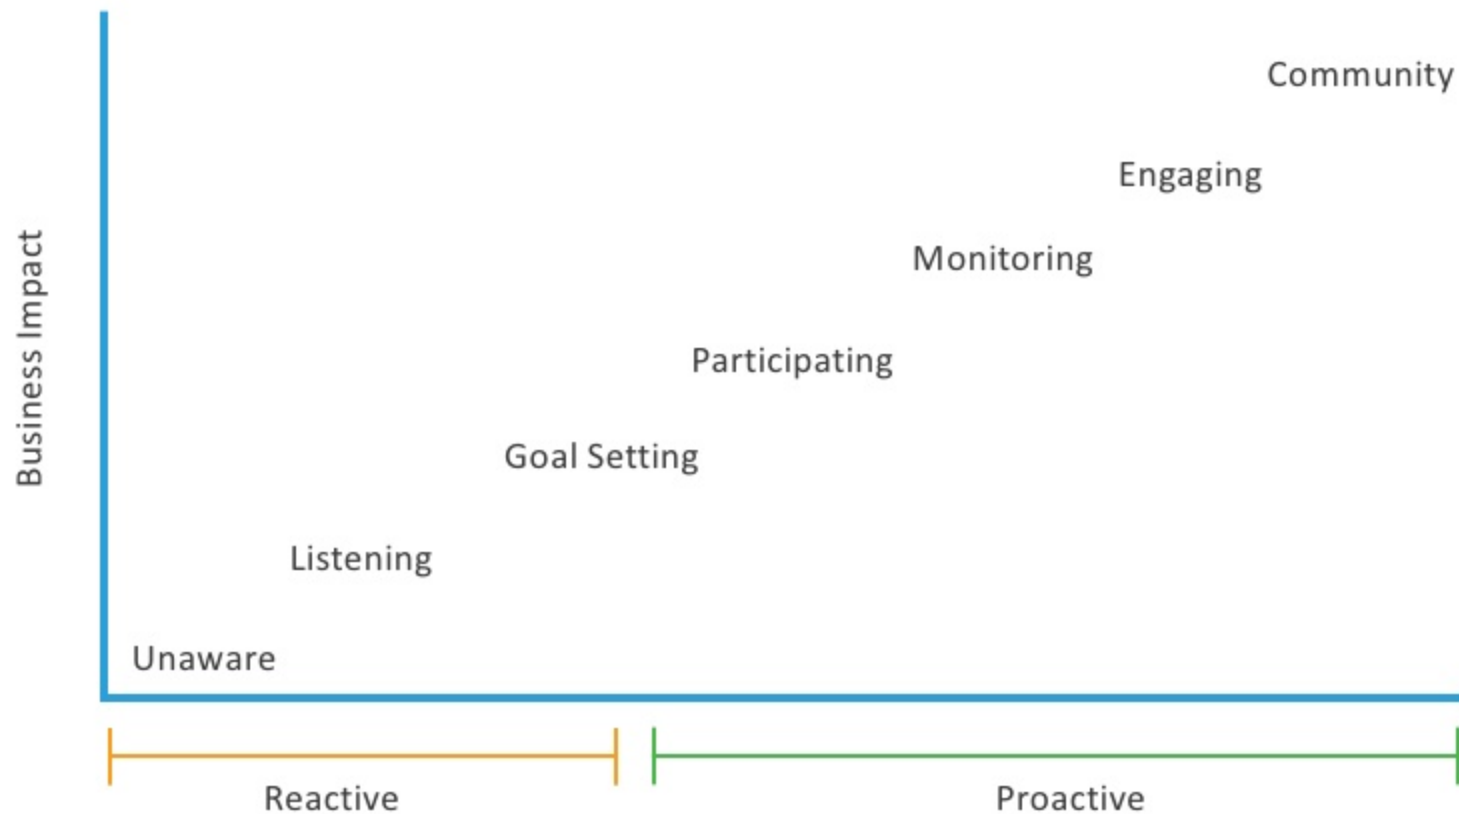 Community
Engaging
Monitoring
Business Impact
Participating
Goal Setting
Listening
Unaware
Reactive
Proactive